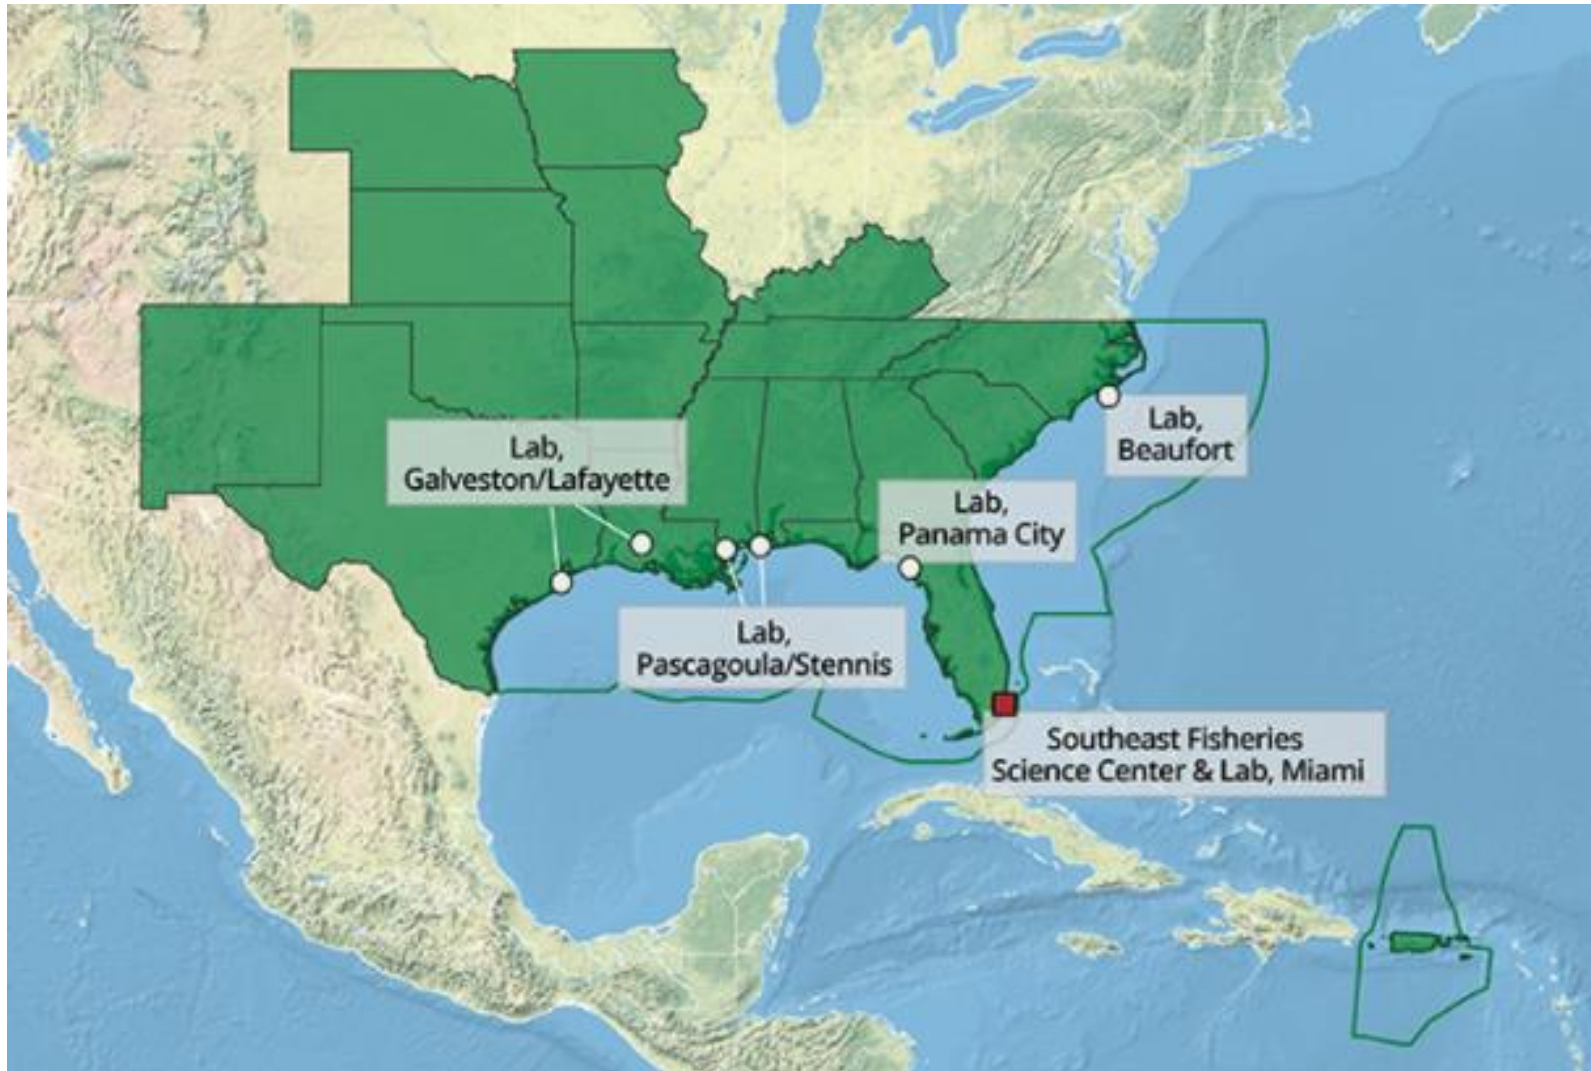 Lab,
Beaufort
Lab,
Galveston/Lafayette
Lab,
Panama City
Lab,
Pascagoula/Stennis
Southeast Fisheries
Science Center & Lab, Miami